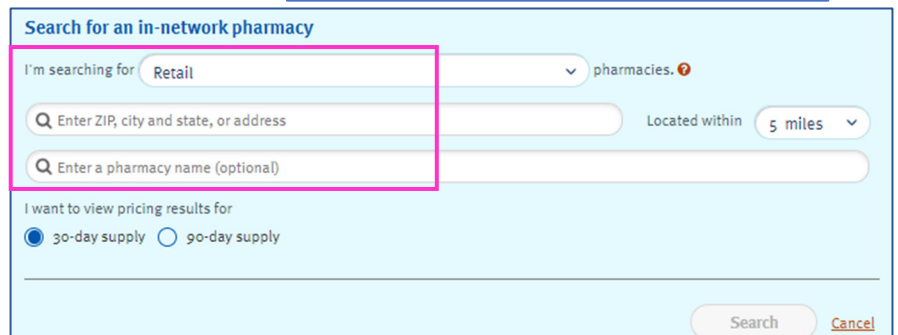 Search for an in-network pharmacy
I'm searching for Retail pharmacies. ?
Enter ZIP, city and state, or address Located within 5 miles
Enter a pharmacy name (optional)
I want to view pricing results for
30-day supply 90-day supply
Search Cancel